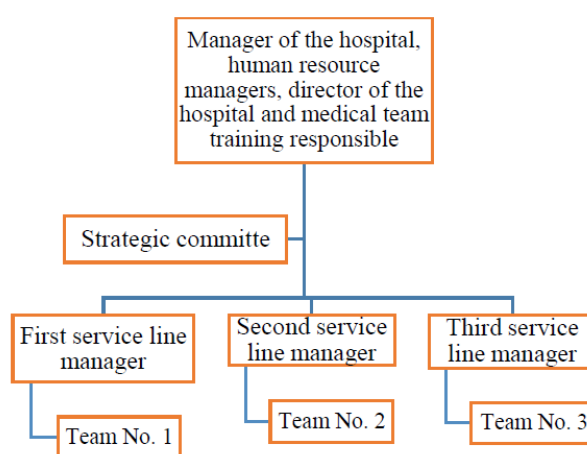 Manager of the hospital,
human resource
managers, director of the
hospital and medical team
training responsible
Strategic committe
First service line
manager
Second service
line manager
Third service
line manager
Team No. 1
Team No. 2
Team No. 3